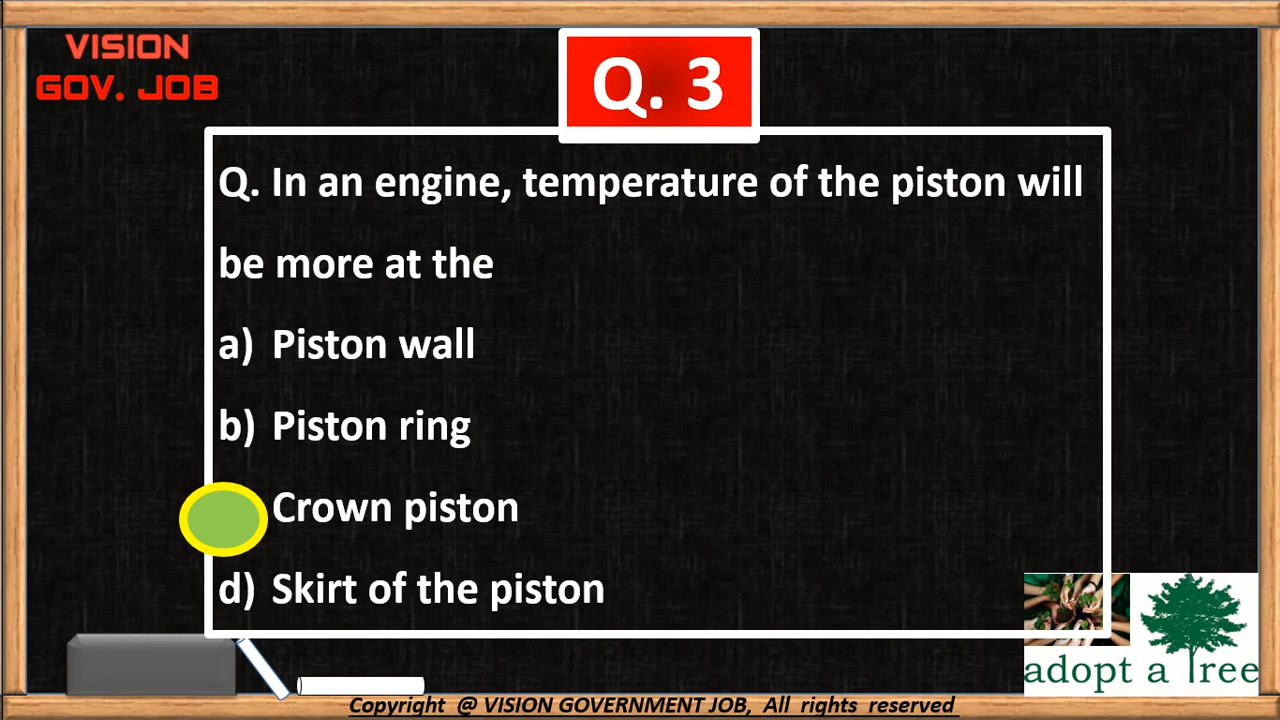 VISION
GOV. JOB
Q. 3
Q. In an engine, temperature of the piston will
be more at the
a) Piston wall
b) Piston ring
Crown piston
d) Skirt of the piston
adopt a Tree
Copyright @ VISION GOVERNMENT JOB, All rights reserved